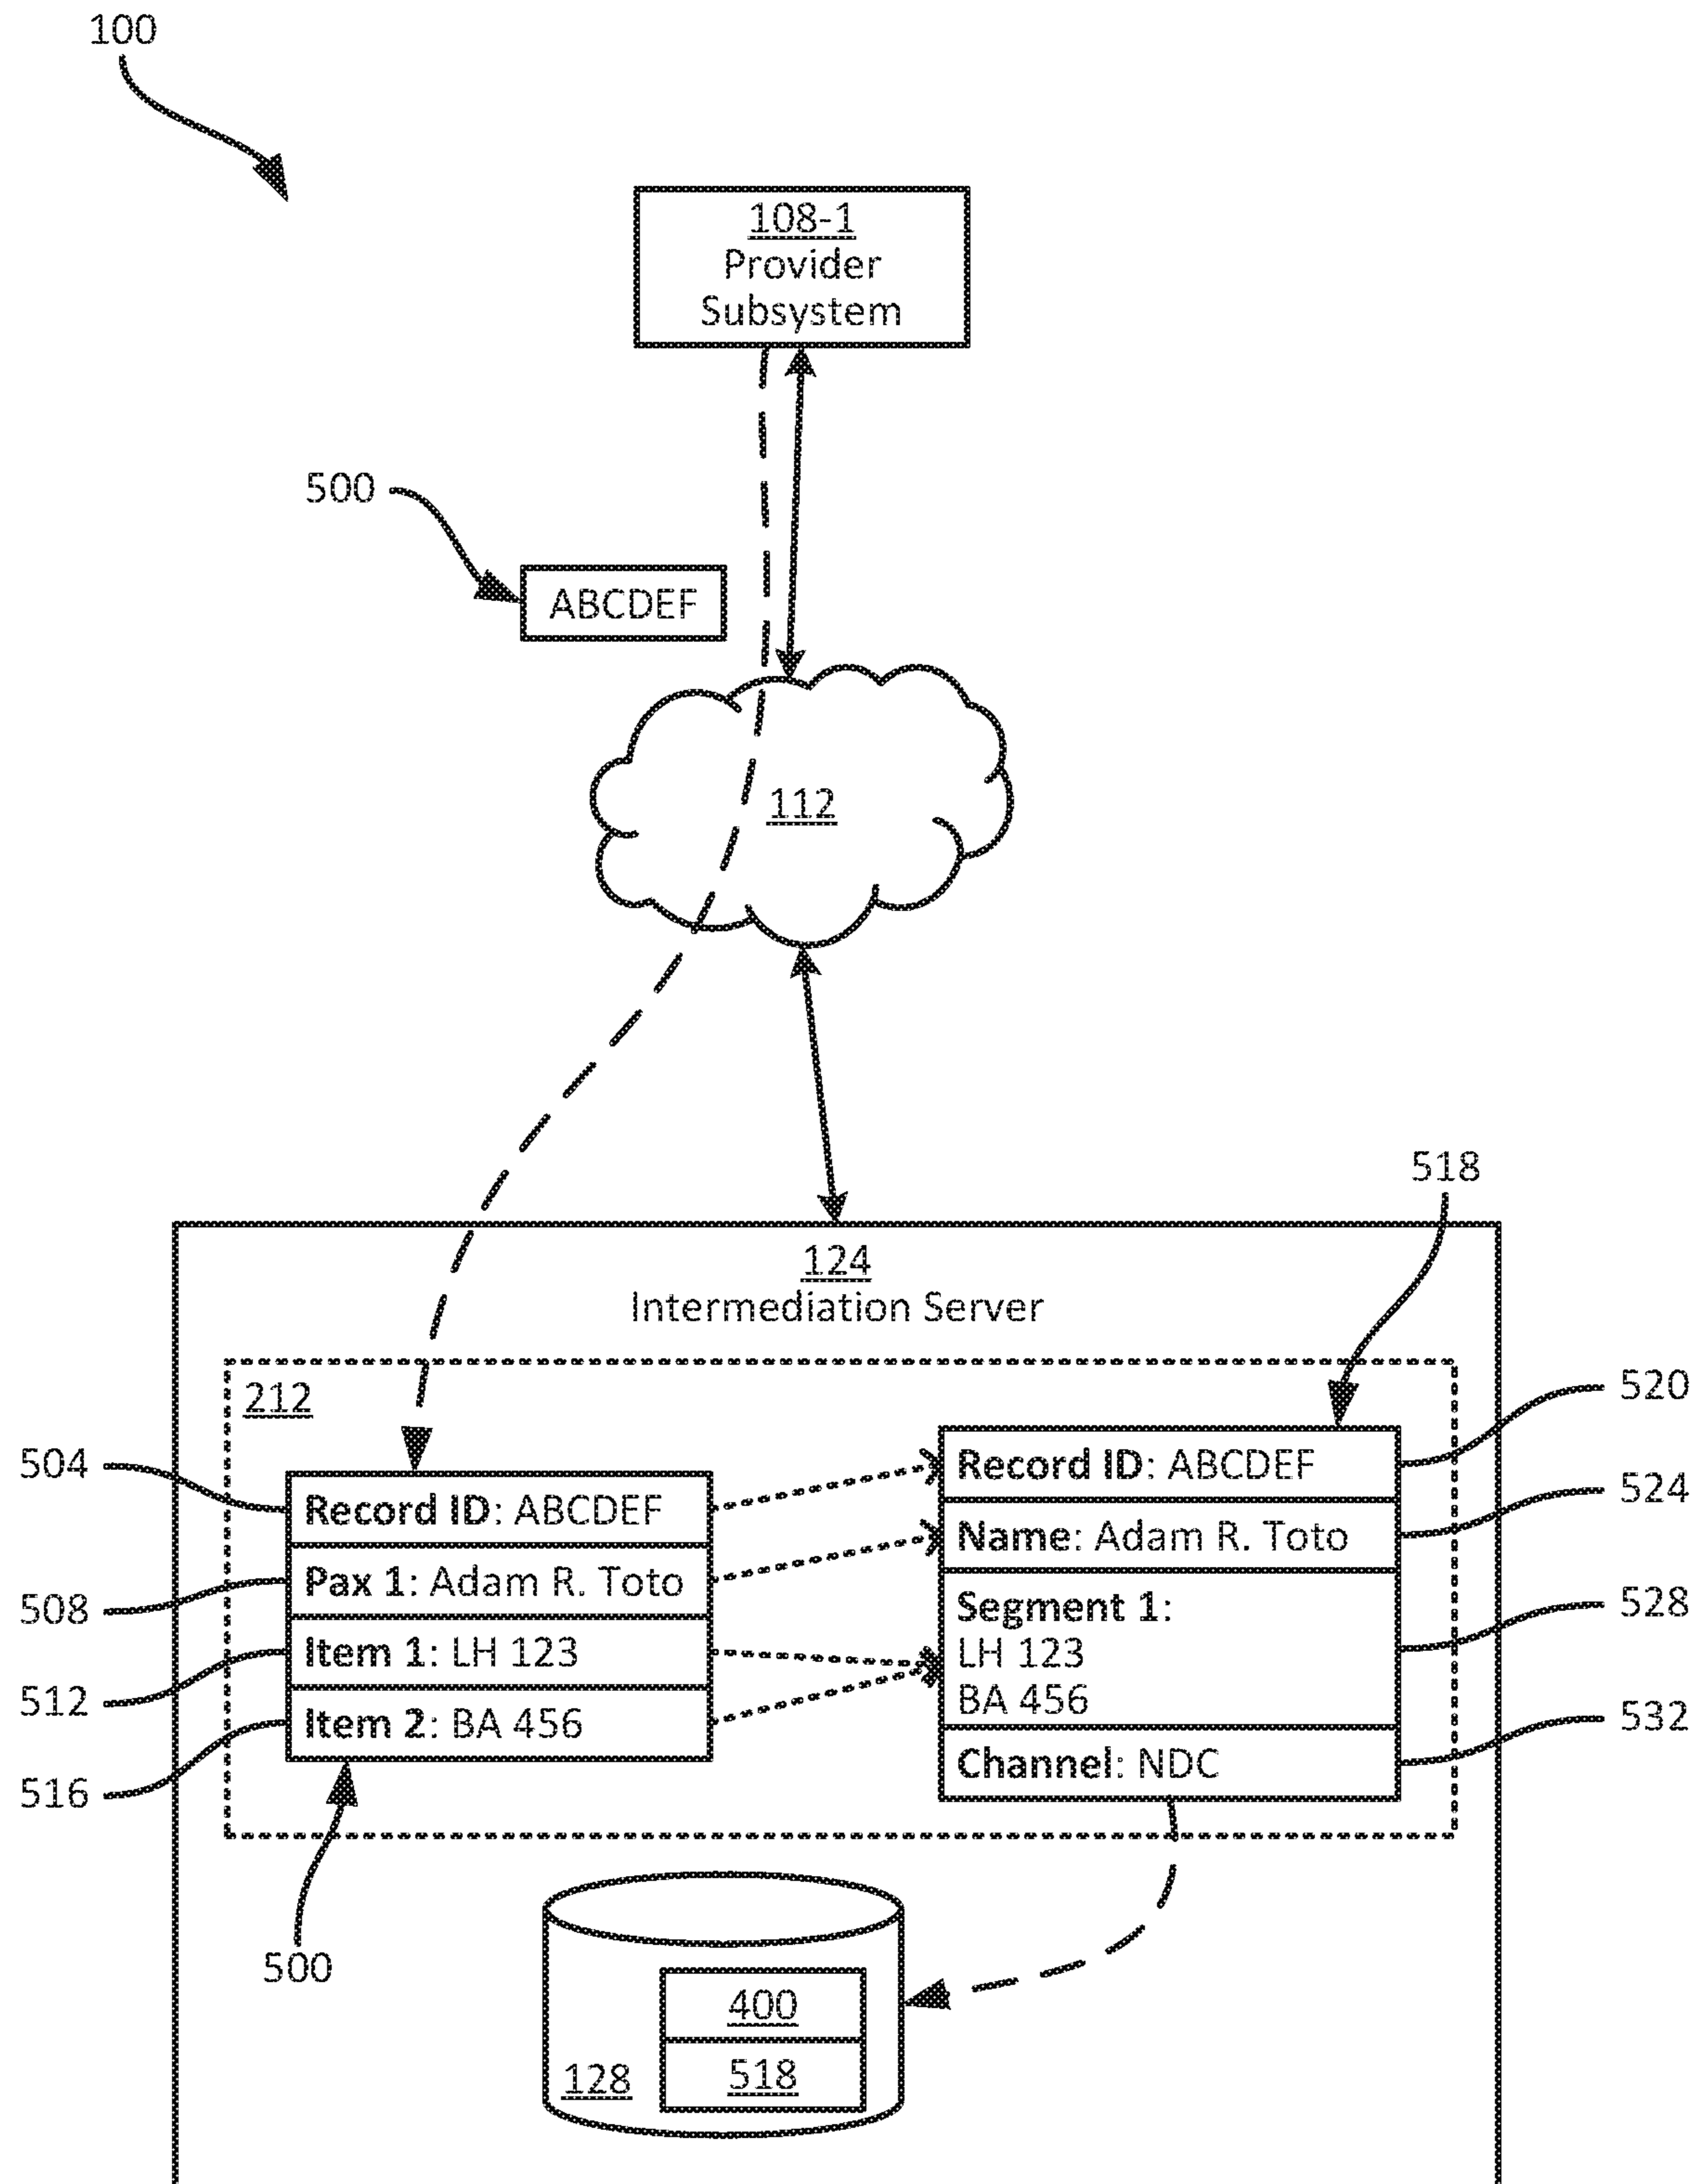 100
108-1
Provider
Subsystem
500
ABCDEF
112
518
124
Intermediation Server
212
520
504
Record ID: ABCDEF
Record ID: ABCDEF
524
Name: Adam R. Toto
508
Pax 1: Adam R. Toto
528
Segment 1:
LH 123
BA 456
512
Item 1: LH 123
532
516
Item 2: BA 456
Channel: NDC
500
400
128
518